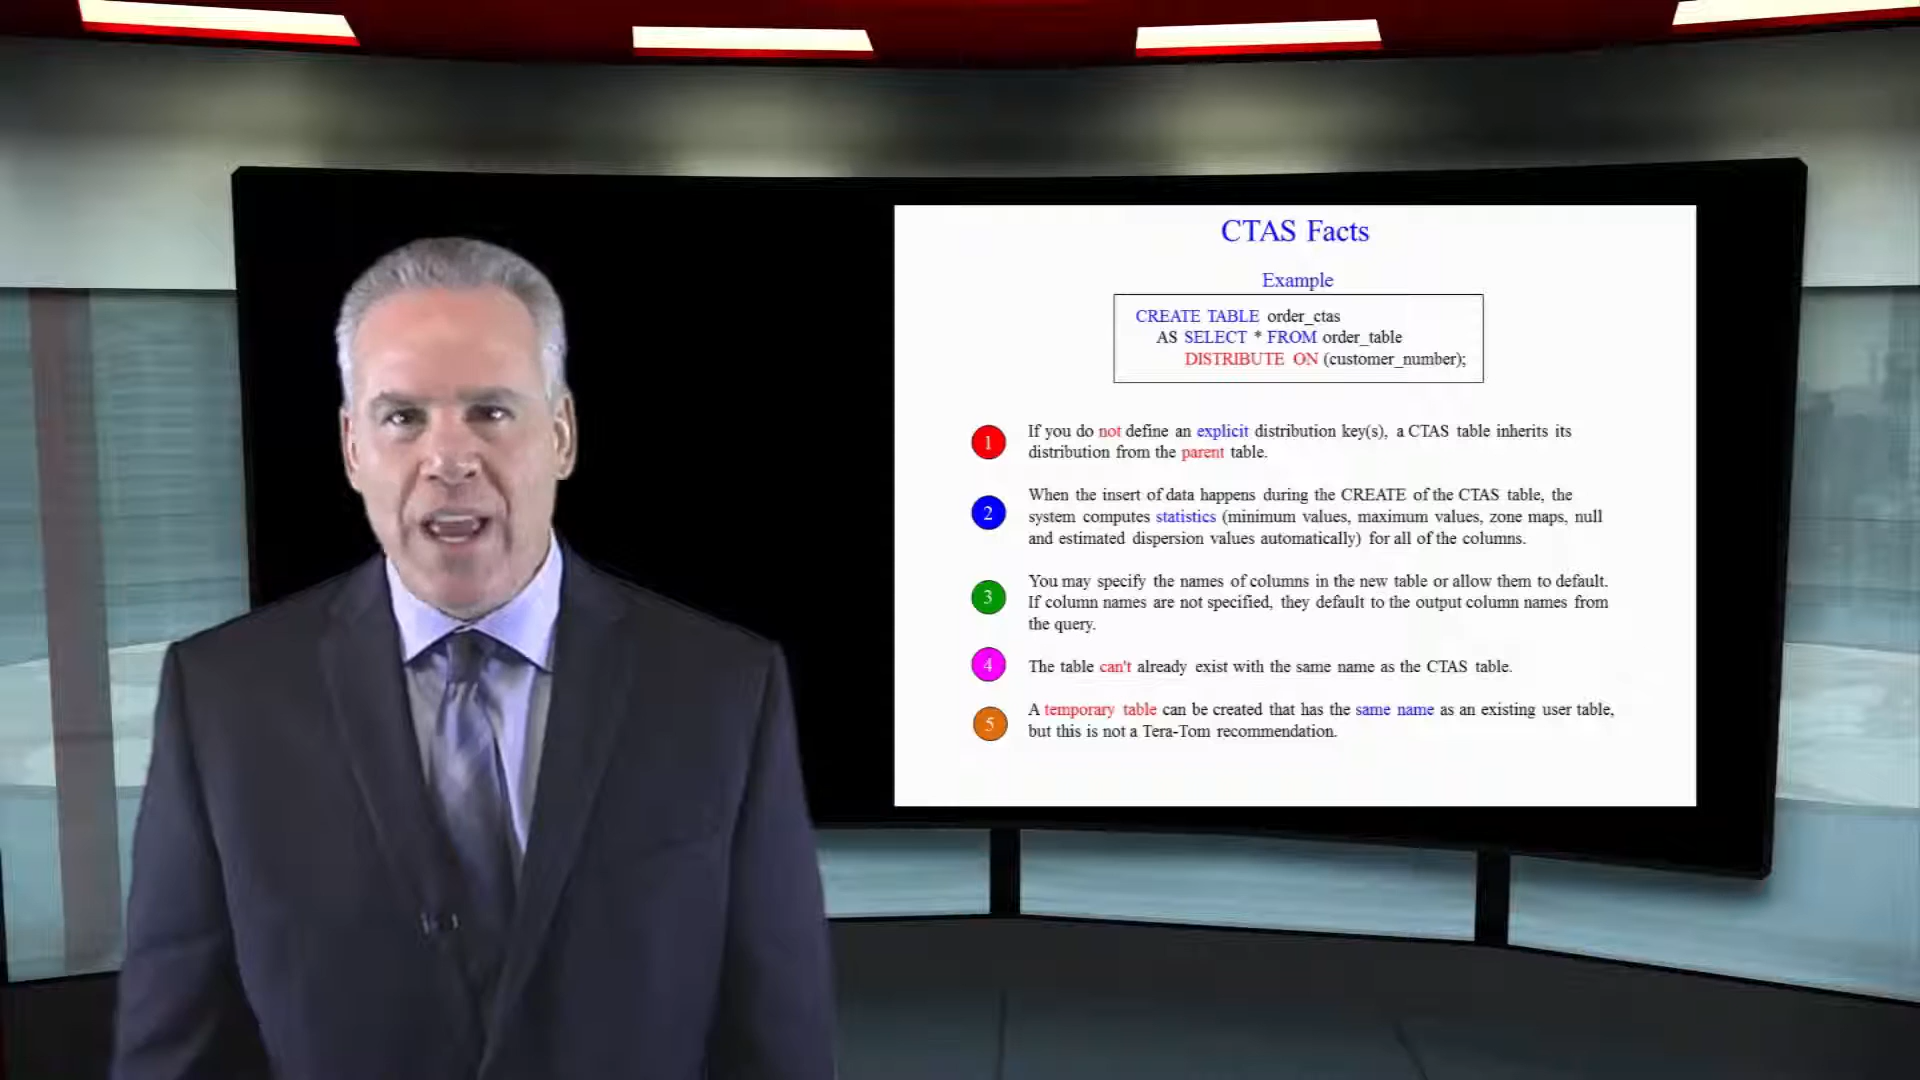 CTAS Facts
Example
CREATE TABLE order_ctas
AS SELECT * FROM order_table
DISTRIBUTE ON (customer_number);
1 If you do not define an explicit distribution key(s), a CTAS table inherits its
distribution from the parent table.
2 When the insert of data happens during the CREATE of the CTAS table, the
system computes statistics (minimum values, maximum values, zone maps, null
and estimated dispersion values automatically) for all of the columns.
3 You may specify the names of columns in the new table or allow them to default.
If column names are not specified, they default to the output column names from
the query.
4 The table can't already exist with the same name as the CTAS table.
5 A temporary table can be created that has the same name as an existing user table,
but this is not a Tera-Tom recommendation.